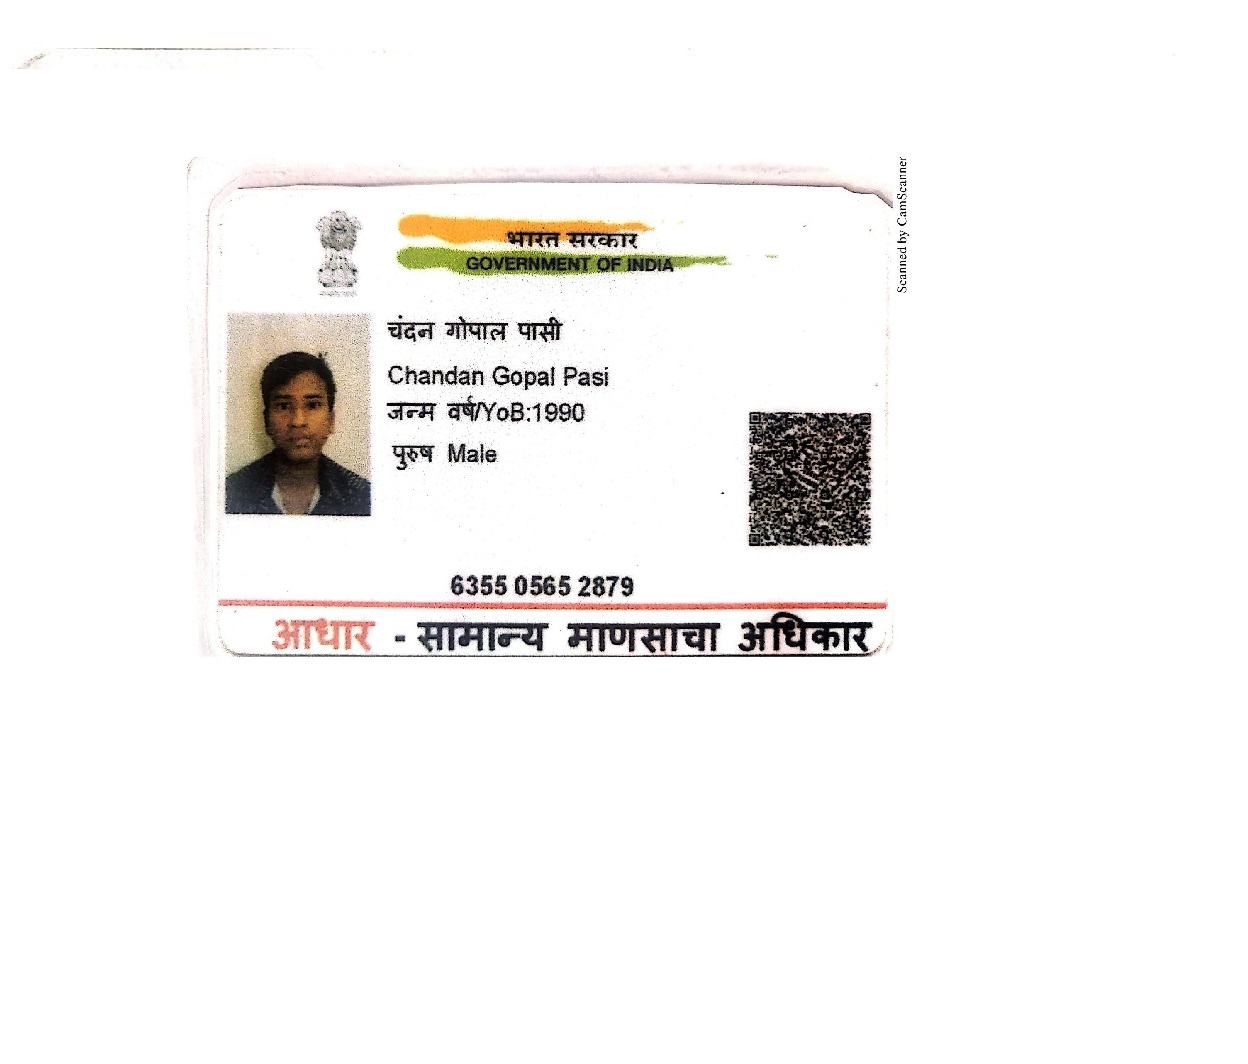 भारत सरकार
GOVERNMENT OF INDIA
चंदन गोपाल पासी
Chandan Gopal Pasi
जन्म वर्ष/YoB:1990
पुरुष Male
6355 0565 2879
आधार - सामान्य माणसाचा अधिकार
Scanned by CamScanner